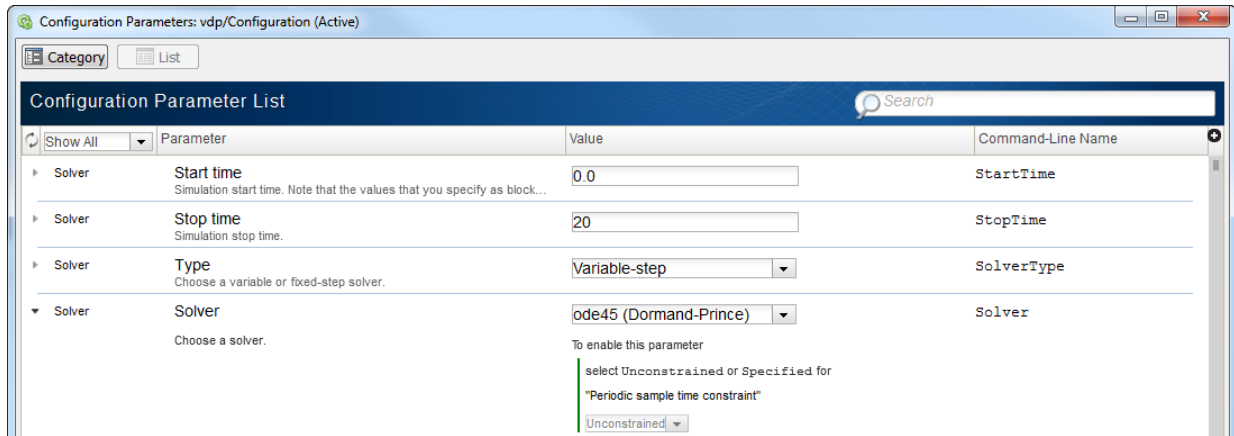 Configuration Parameters: vdp/Configuration (Active)
Category List
Configuration Parameter List Search
Show All Parameter Value Command-Line Name
Solver Start time 0.0 StartTime
Simulation start time. Note that the values that you specify as block...
Solver Stop time 20 StopTime
Simulation stop time.
Solver Type Variable-step SolverType
Choose a variable or fixed-step solver.
Solver Solver ode45 (Dormand-Prince) Solver
Choose a solver. To enable this parameter
select Unconstrained or Specified for
"Periodic sample time constraint"
Unconstrained